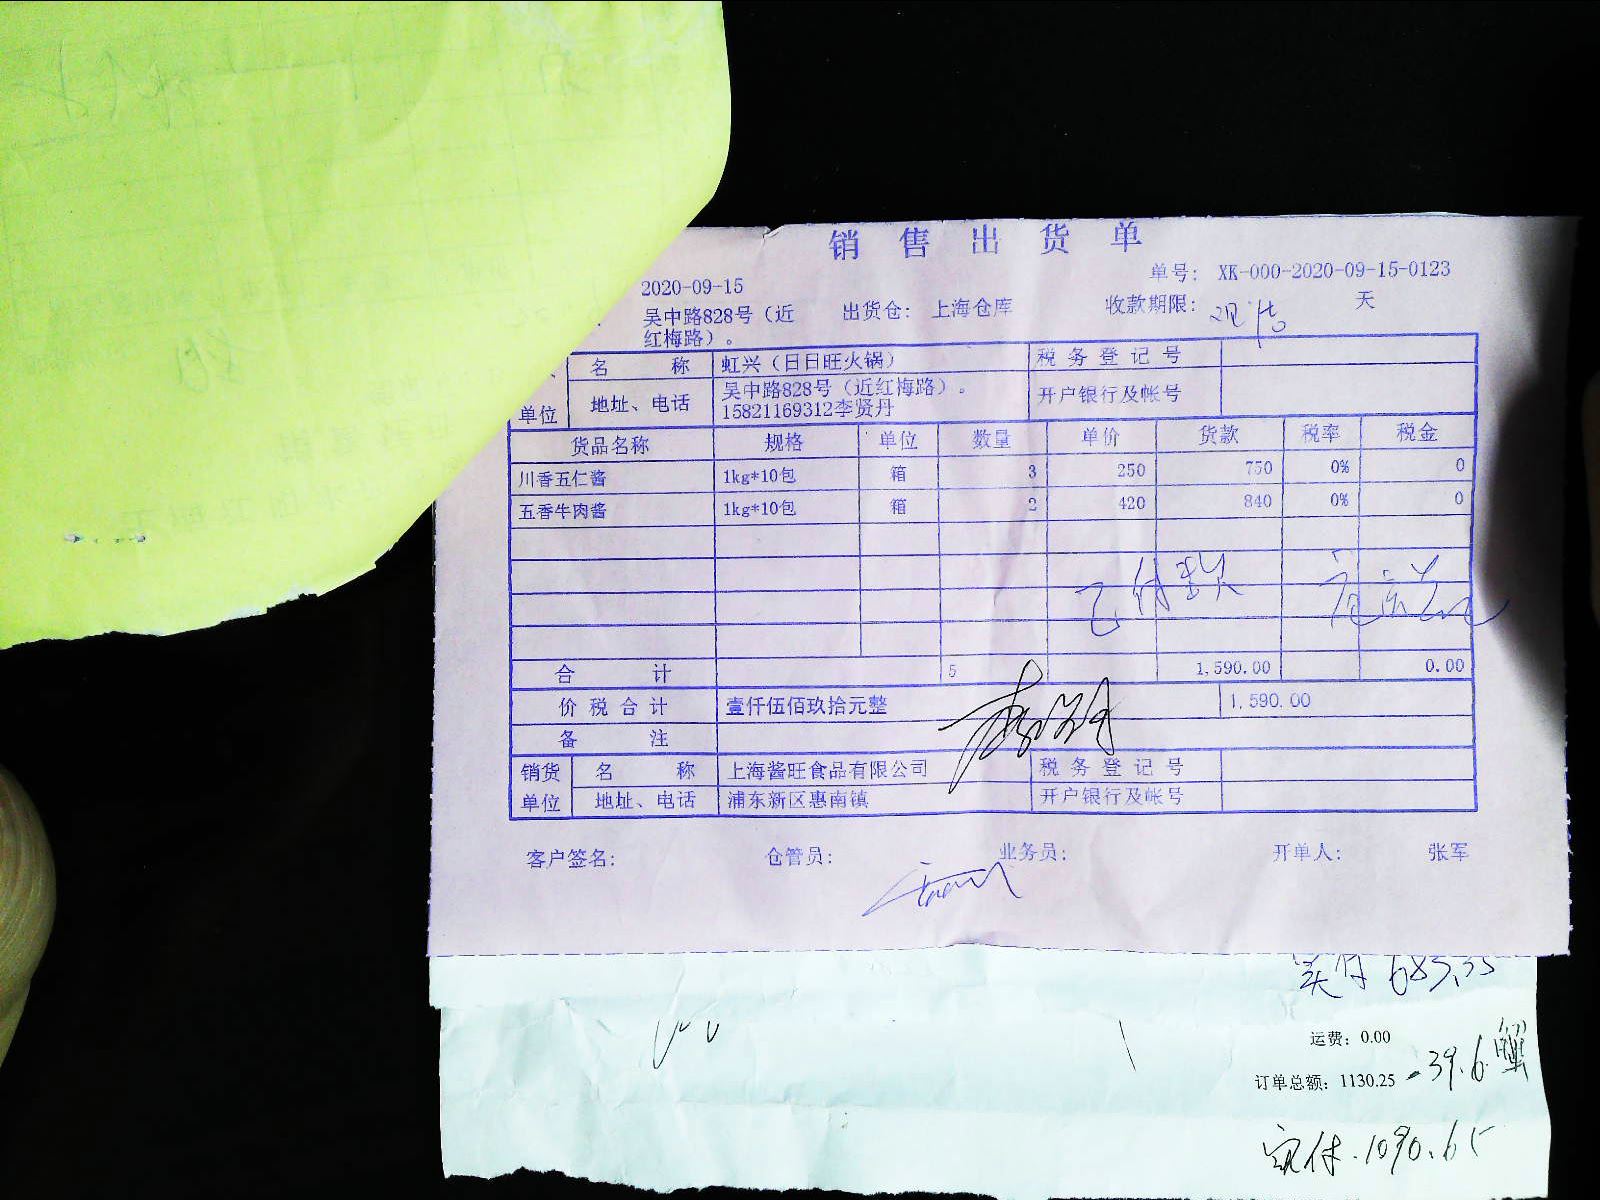 销售出货单
单号： XK-000-2020-09-15-0123
2020-09-15
吴中路828号（近红梅路）。 出货仓： 上海仓库 收款期限： 现结 天
单位 名称 虹兴（日日旺火锅） 税务登记号
地址、电话 吴中路828号（近红梅路）。 开户银行及帐号
15821169312李贤丹
货品名称 规格 单位 数量 单价 货款 税率 税金
川香五仁酱 1kg*10包 箱 3 250 750 0% 0
五香牛肉酱 1kg*10包 箱 2 420 840 0% 0
已付款
合计 5 1,590.00 0.00
价税合计 壹仟伍佰玖拾元整 1,590.00
备注
销货单位 名称 上海酱旺食品有限公司 税务登记号
地址、电话 浦东新区惠南镇 开户银行及帐号
客户签名： 仓管员： 业务员： 开单人： 张军
实付 683.35
运费：0.00
订单总额：1130.25 -39.6 蟹
实付.1090.65